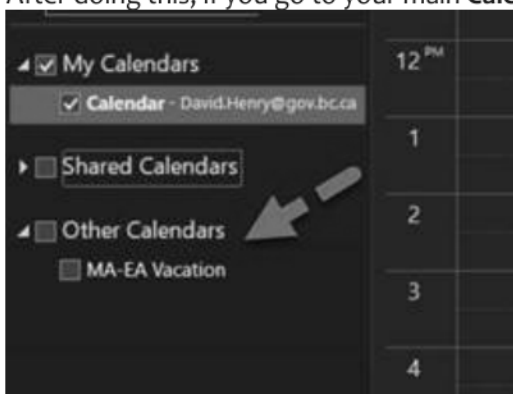 After doing this, if you go to your main Cale
My Calendars
Calendar - David.Henry@gov.bc.ca
Shared Calendars
Other Calendars
MA-EA Vacation
12 PM
1
2
3
4